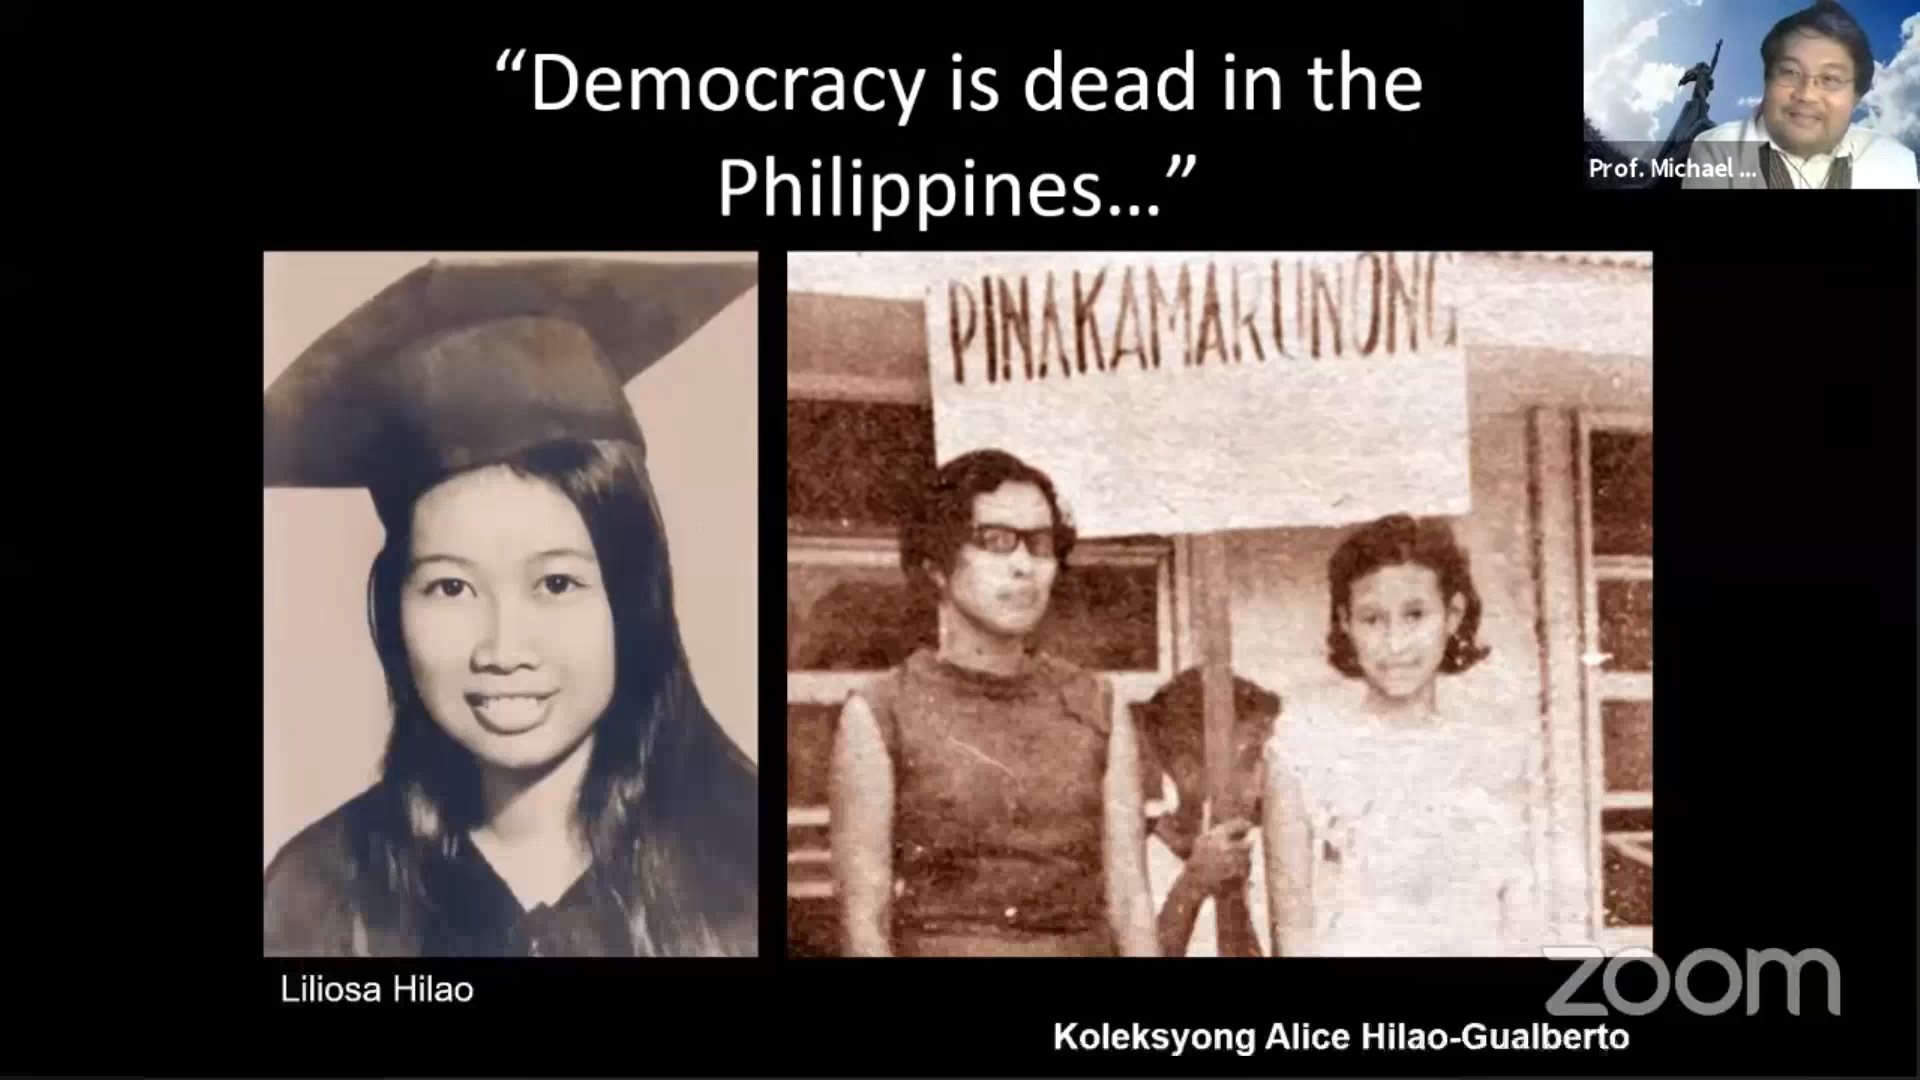 “Democracy is dead in the
Philippines...”
Prof. Michael ...
PINAKAMARUNONG
Liliosa Hilao
zoom
Koleksyong Alice Hilao-Gualberto